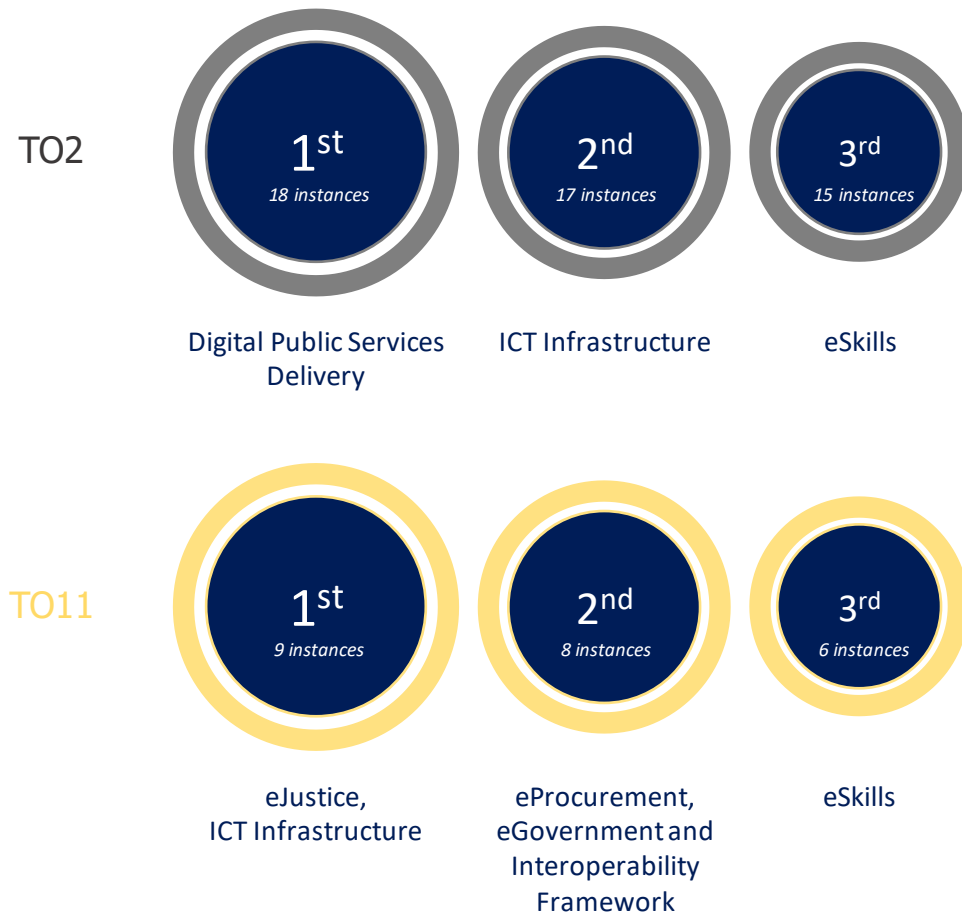 TO2
1st
18 instances
2nd
17 instances
3rd
15 instances
Digital Public Services
Delivery
ICT Infrastructure
eSkills
TO11
1st
9 instances
2nd
8 instances
3rd
6 instances
eJustice,
ICT Infrastructure
eProcurement,
eGovernment and
Interoperability
Framework
eSkills